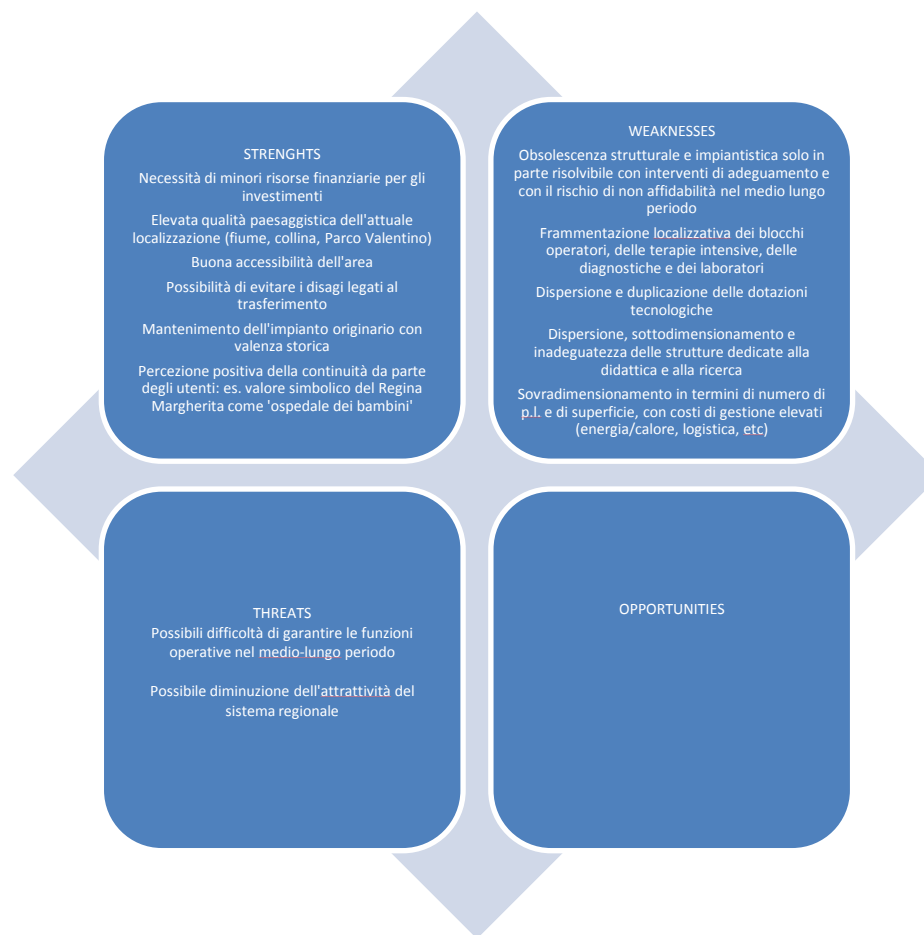 STRENGHTS
Necessità di minori risorse finanziarie per gli
investimenti
Elevata qualità paesaggistica dell'attuale
localizzazione (fiume, collina, Parco Valentino)
Buona accessibilità dell'area
Possibilità di evitare i disagi legati al
trasferimento
Mantenimento dell'impianto originario con
valenza storica
Percezione positiva della continuità da parte
degli utenti: es. valore simbolico del Regina
Margherita come 'ospedale dei bambini'
WEAKNESSES
Obsolescenza strutturale e impiantistica solo in
parte risolvibile con interventi di adeguamento e
con il rischio di non affidabilità nel medio lungo
periodo
Frammentazione localizzativa dei blocchi
operatori, delle terapie intensive, delle
diagnostiche e dei laboratori
Dispersione e duplicazione delle dotazioni
tecnologiche
Dispersione, sottodimensionamento e
inadeguatezza delle strutture dedicate alla
didattica e alla ricerca
Sovradimensionamento in termini di numero di
p.l. e di superficie, con costi di gestione elevati
(energia/calore, logistica, etc)
THREATS
Possibili difficoltà di garantire le funzioni
operative nel medio-lungo periodo
Possibile diminuzione dell'attrattività del
sistema regionale
OPPORTUNITIES